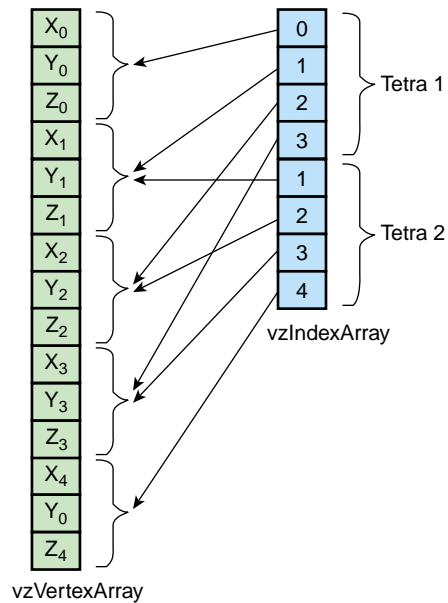 X0
Y0
Z0
X1
Y1
Z1
X2
Y2
Z2
X3
Y3
Z3
X4
Y0
Z4
vzVertexArray
0
1
2
3
1
2
3
4
vzIndexArray
Tetra 1
Tetra 2